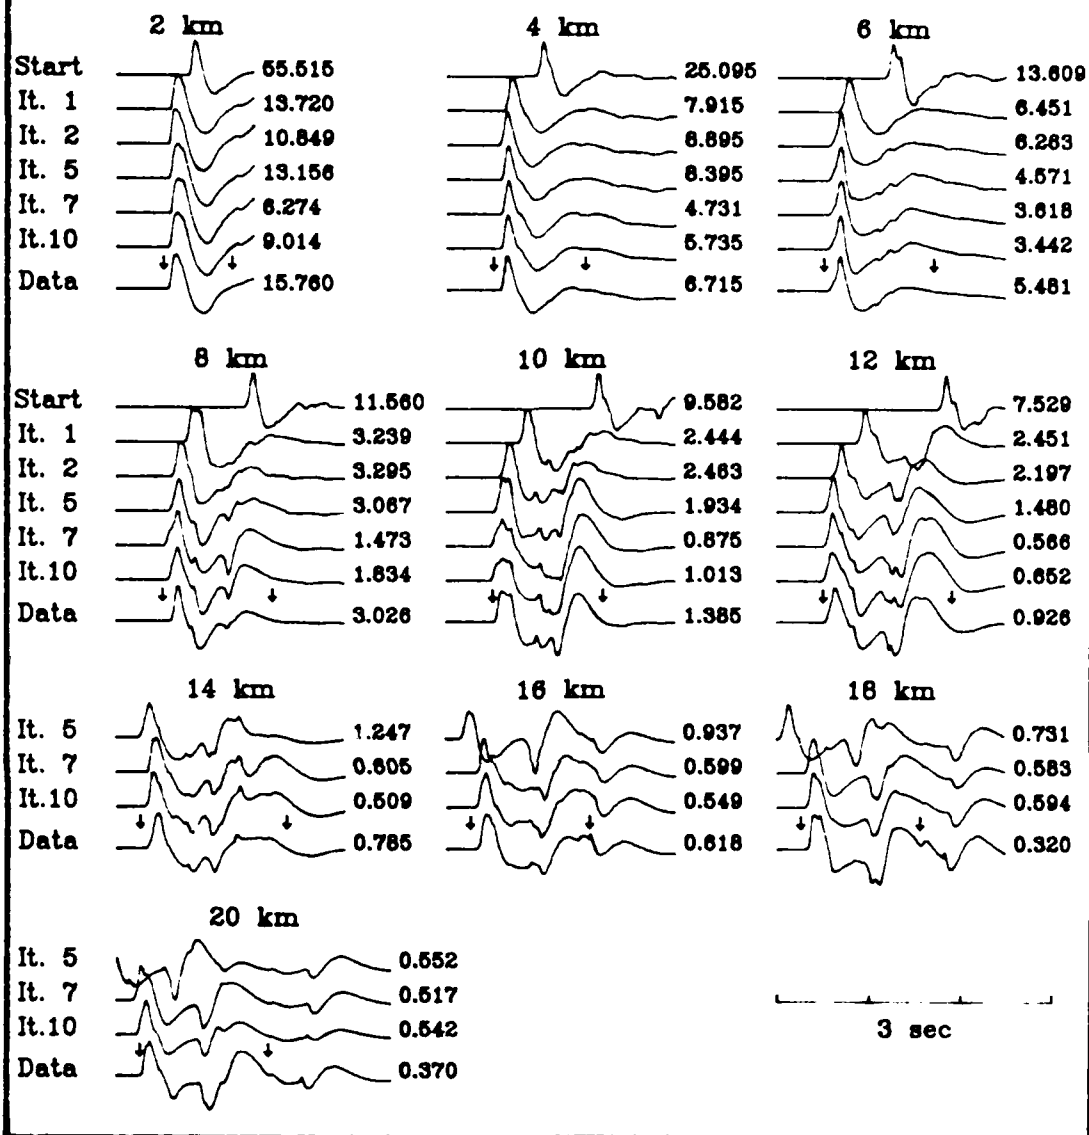 2 km 4 km 6 km
Start 55.515 25.095 13.609
It. 1 13.720 7.915 6.451
It. 2 10.849 8.895 6.263
It. 5 13.156 8.395 4.571
It. 7 6.274 4.731 3.618
It.10 9.014 5.735 3.442
Data 15.760 6.715 5.481
8 km 10 km 12 km
Start 11.560 9.582 7.529
It. 1 3.239 2.444 2.451
It. 2 3.295 2.463 2.197
It. 5 3.067 1.934 1.480
It. 7 1.473 0.875 0.566
It.10 1.634 1.013 0.652
Data 3.026 1.385 0.926
14 km 16 km 18 km
It. 5 1.247 0.937 0.731
It. 7 0.605 0.599 0.583
It.10 0.509 0.549 0.594
Data 0.785 0.618 0.320
20 km
It. 5 0.552
It. 7 0.517
It.10 0.542
Data 0.370
3 sec